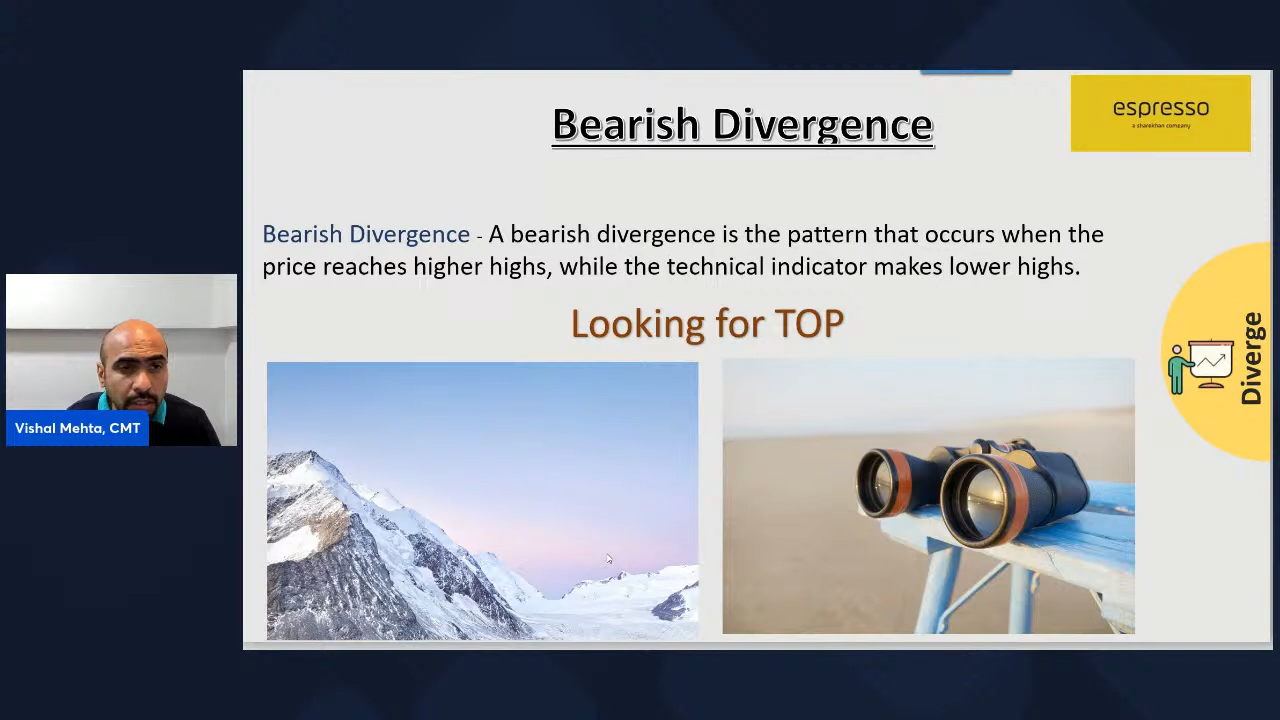 Bearish Divergence
espresso
a sharekhan company
Bearish Divergence - A bearish divergence is the pattern that occurs when the
price reaches higher highs, while the technical indicator makes lower highs.
Looking for TOP
Diverge
Vishal Mehta, CMT